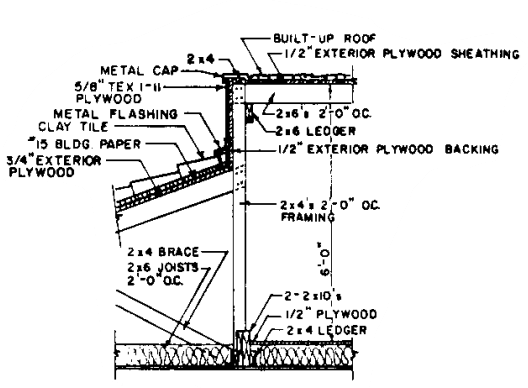 BUILT-UP ROOF
2x4
1/2" EXTERIOR PLYWOOD SHEATHING
METAL CAP
5/8" TEX 1-11
PLYWOOD
METAL FLASHING
CLAY TILE
#15 BLDG. PAPER
3/4" EXTERIOR
PLYWOOD
2x6's 2'-0" O.C.
2x6 LEDGER
1/2" EXTERIOR PLYWOOD BACKING
2x4's 2'-0" O.C.
FRAMING
6'-0"
2x4 BRACE
2x6 JOISTS
2'-0" O.C.
2-2x10's
1/2" PLYWOOD
2x4 LEDGER